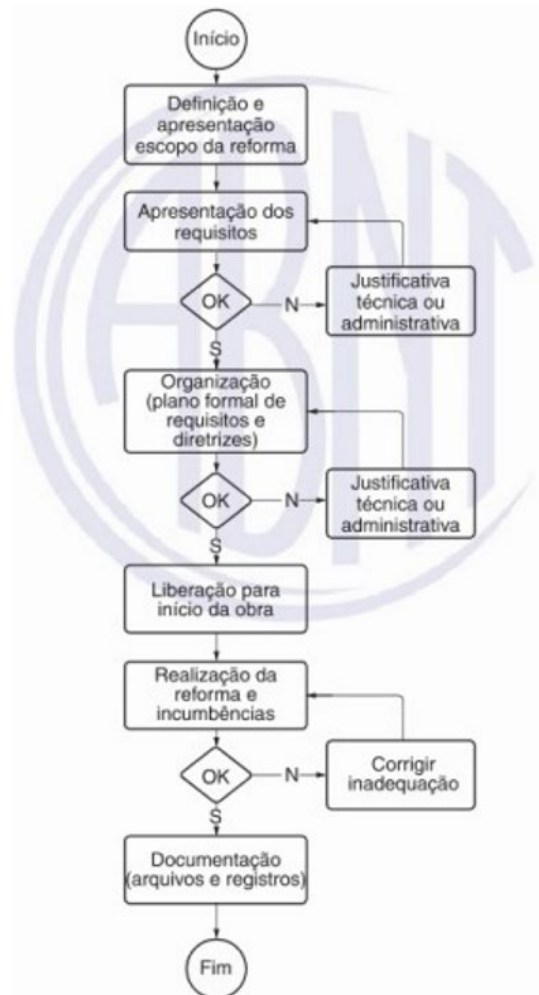 Início
Definição e
apresentação
escopo da reforma
Apresentação dos
requisitos
OK
N
Justificativa
técnica ou
administrativa
S
Organização
(plano formal de
requisitos e
diretrizes)
OK
N
Justificativa
técnica ou
administrativa
S
Liberação para
início da obra
Realização da
reforma e
incumbências
OK
N
Corrigir
inadequação
S
Documentação
(arquivos e registros)
Fim
ABNT